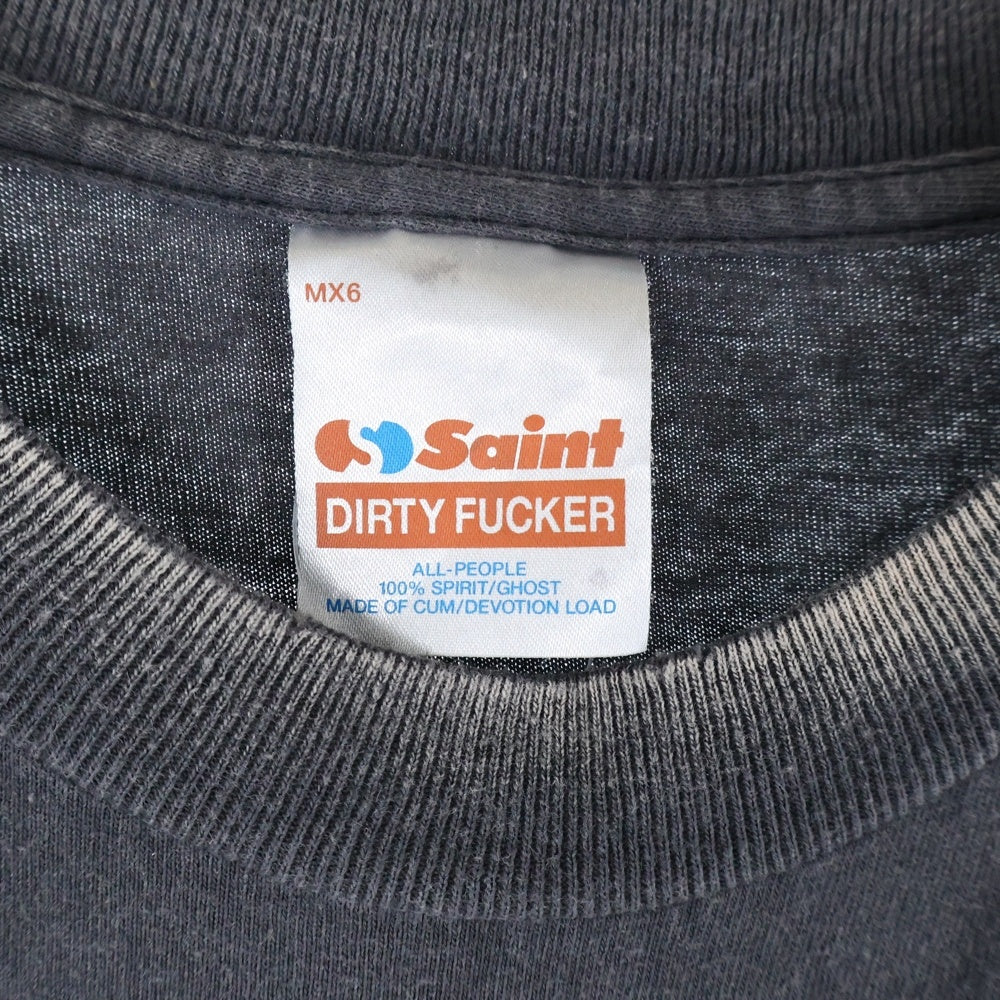 MX6
Saint
DIRTY FUCKER
ALL-PEOPLE
100% SPIRIT/GHOST
MADE OF CUM/DEVOTION LOAD